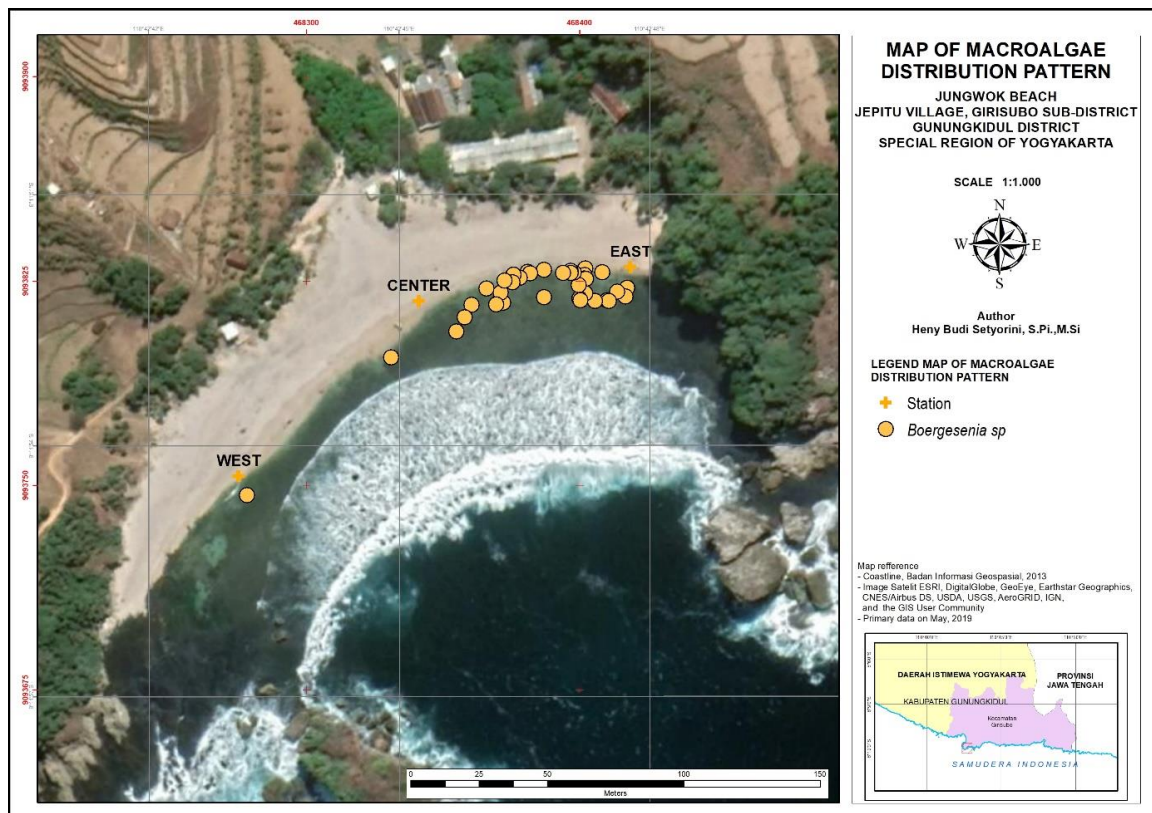 468300
468400
9093900
9093825
9093750
9093675
EAST
CENTER
WEST
0 12,5 25 50 100 150
Meters
MAP OF MACROALGAE
DISTRIBUTION PATTERN
JUNGWOK BEACH
JEPITU VILLAGE, GIRISUBO SUB-DISTRICT
GUNUNGKIDUL DISTRICT
SPECIAL REGION OF YOGYAKARTA
SCALE 1:1.000
N
W E
S
Author
Heny Budi Setyorini, S.Pi.,M.Si
LEGEND MAP OF MACROALGAE
DISTRIBUTION PATTERN
Station
Boergesenia sp
Map refference
- Coastline, Badan Informasi Geospasial, 2013
- Image Satelit ESRI, DigitalGlobe, GeoEye, Earthstar Geographics,
CNES/Airbus DS, USDA, USGS, AeroGRID, IGN,
and the GIS User Community
- Primary data on May, 2019
DAERAH ISTIMEWA YOGYAKARTA
PROVINSI
JAWA TENGAH
KABUPATEN GUNUNGKIDUL
Kecamatan
Girisubo
SAMUDERA INDONESIA